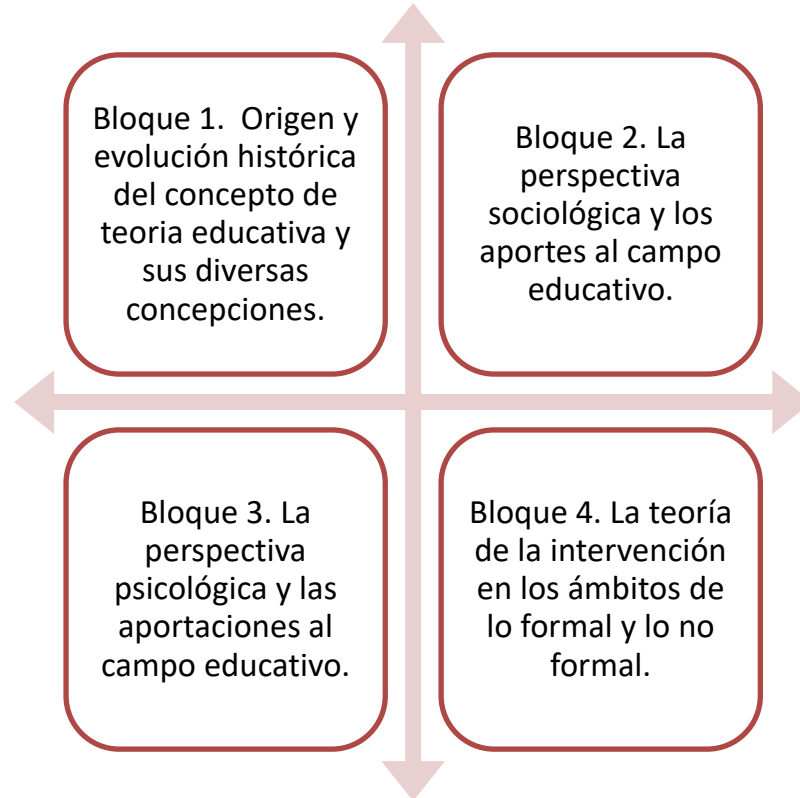 Bloque 1.  Origen y
evolución histórica
del concepto de
teoria educativa y
sus diversas
concepciones.
Bloque 2. La
perspectiva
sociológica y los
aportes al campo
educativo.
Bloque 3. La
perspectiva
psicológica y las
aportaciones al
campo educativo.
Bloque 4. La teoría
de la intervención
en los ámbitos de
lo formal y lo no
formal.